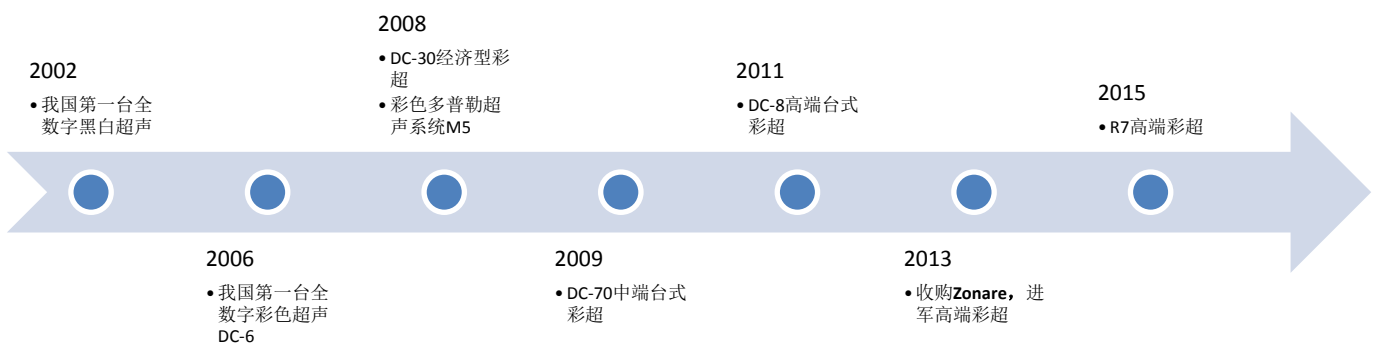 2002
• 我国第一台全
数字黑白超声
2006
• 我国第一台全
数字彩色超声
DC-6
2008
• DC-30经济型彩
超
• 彩色多普勒超
声系统M5
2009
• DC-70中端台式
彩超
2011
• DC-8高端台式
彩超
2013
• 收购Zonare，进
军高端彩超
2015
• R7高端彩超